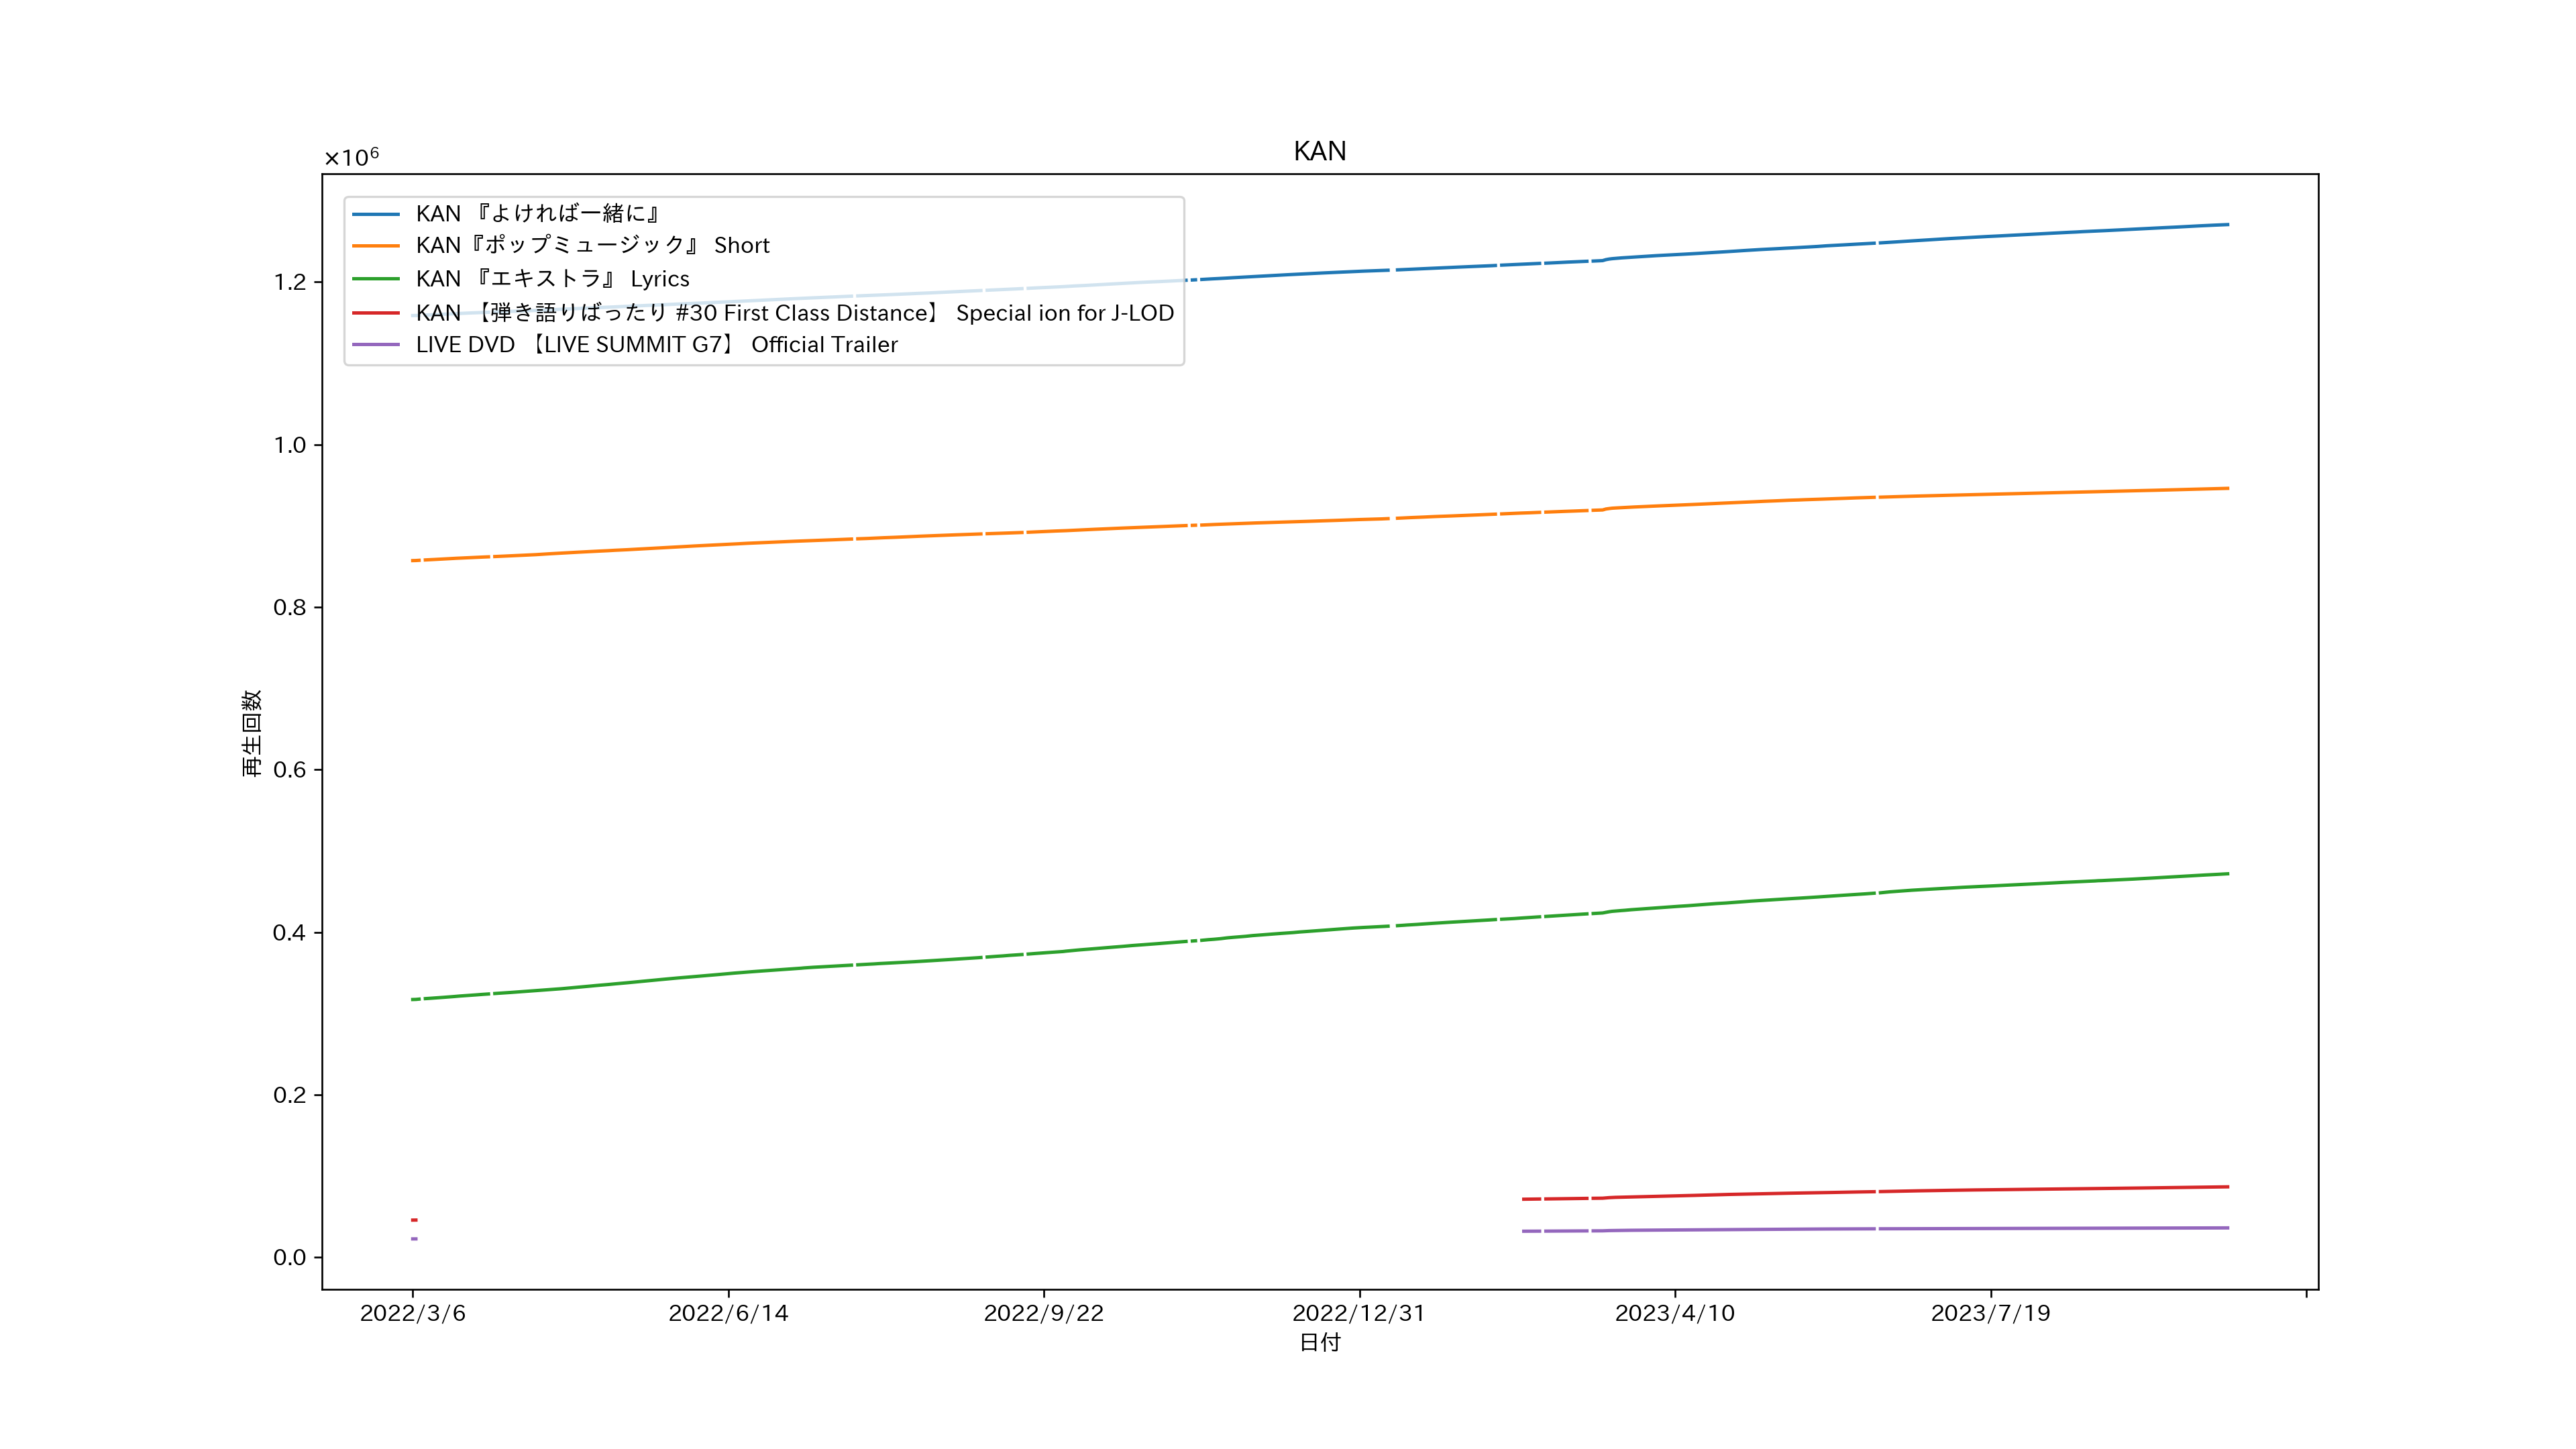 KAN
×10⁶
KAN 『よければ一緒に』
KAN『ポップミュージック』 Short
KAN 『エキストラ』 Lyrics
KAN 【弾き語りばったり #30 First Class Distance】 Special ion for J-LOD
LIVE DVD 【LIVE SUMMIT G7】 Official Trailer
1.2
1.0
0.8
0.6
0.4
0.2
0.0
再生回数
2022/3/6 2022/6/14 2022/9/22 2022/12/31 2023/4/10 2023/7/19
日付